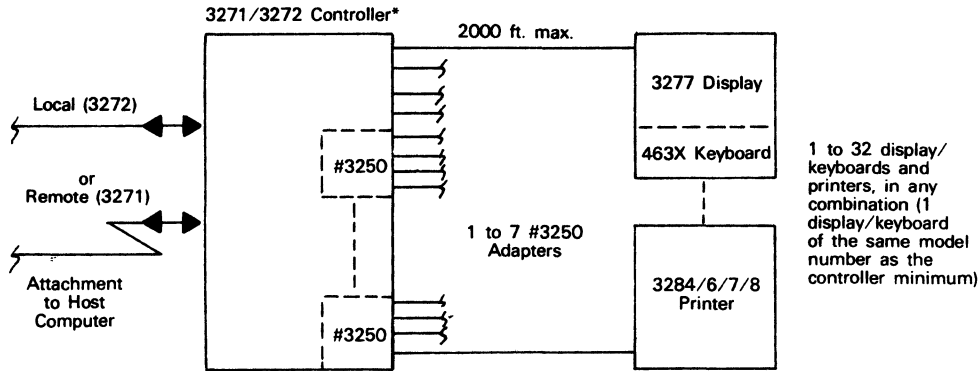 3271/3272 Controller*
2000 ft. max.
Local (3272)
or
Remote (3271)
Attachment
to Host
Computer
#3250
1 to 7 #3250
Adapters
#3250
3277 Display
463X Keyboard
3284/6/7/8
Printer
1 to 32 display/
keyboards and
printers, in any
combination (1
display/keyboard
of the same model
number as the
controller minimum)